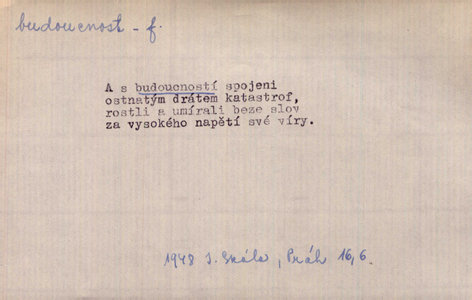 budoucnost - f.
A s budoucností spojeni
ostnatým drátem katastrof,
rostli a umírali beze slov
za vysokého napětí své víry.
1948 I. Skála, Práh 16,6.